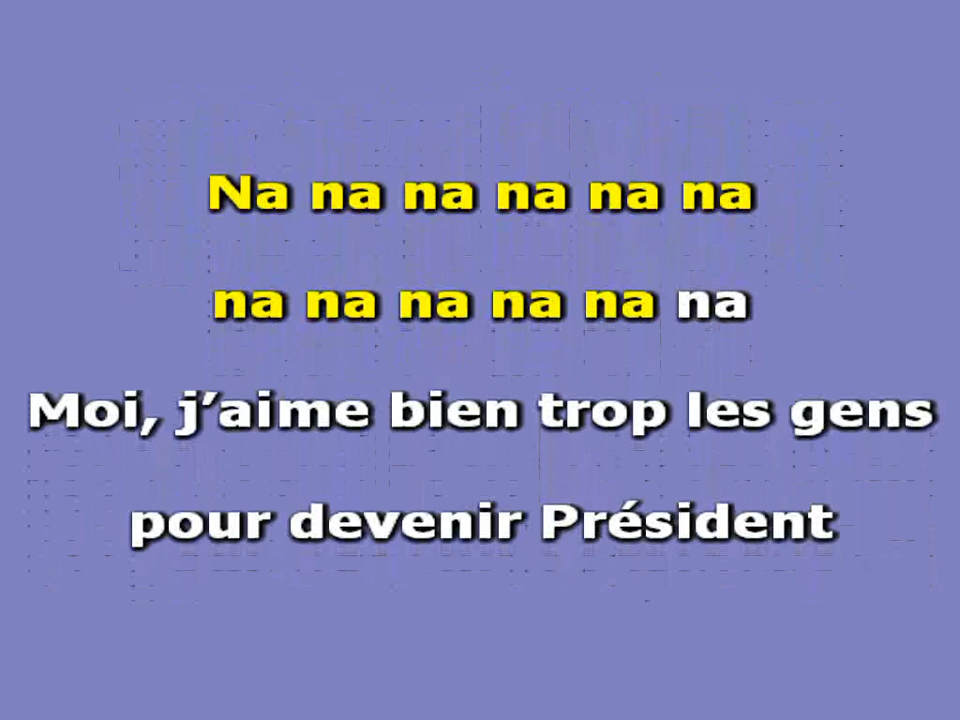 Na na na na na na
na na na na na na
Moi, j’aime bien trop les gens
pour devenir Président